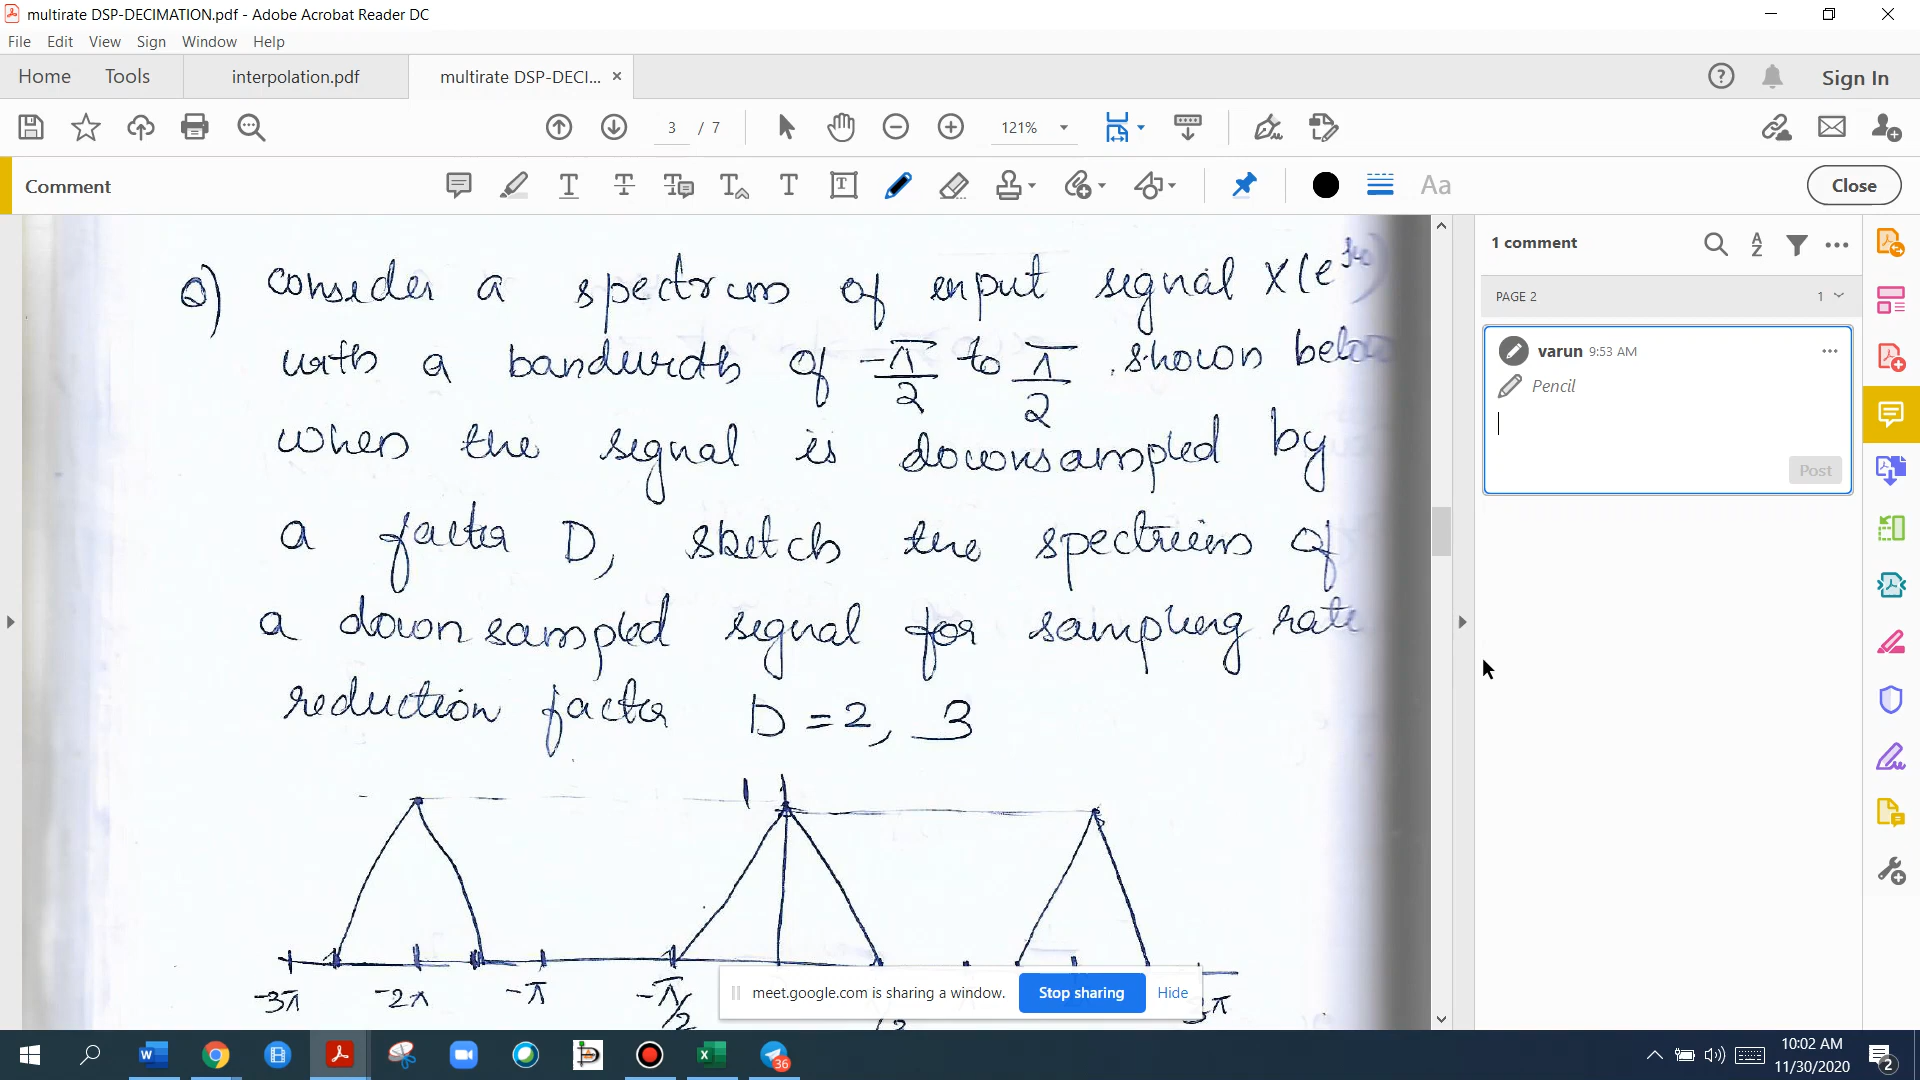 multirate DSP-DECIMATION.pdf - Adobe Acrobat Reader DC
File Edit View Sign Window Help
Home Tools interpolation.pdf multirate DSP-DECI... × Sign In
3 / 7 121%
Comment Close
1 comment
PAGE 2 1
varun 9:53 AM
Pencil
Post
Q) consider a spectrum of input signal X(e^jω)
with a bandwidth of -π/2 to π/2 . shown below
when the signal is downsampled by
a factor D, sketch the spectrum of
a down sampled signal for sampling rate
reduction factor D = 2, 3
1
-3π -2π -π -π/2 3π
meet.google.com is sharing a window. Stop sharing Hide
36
10:02 AM
11/30/2020
2